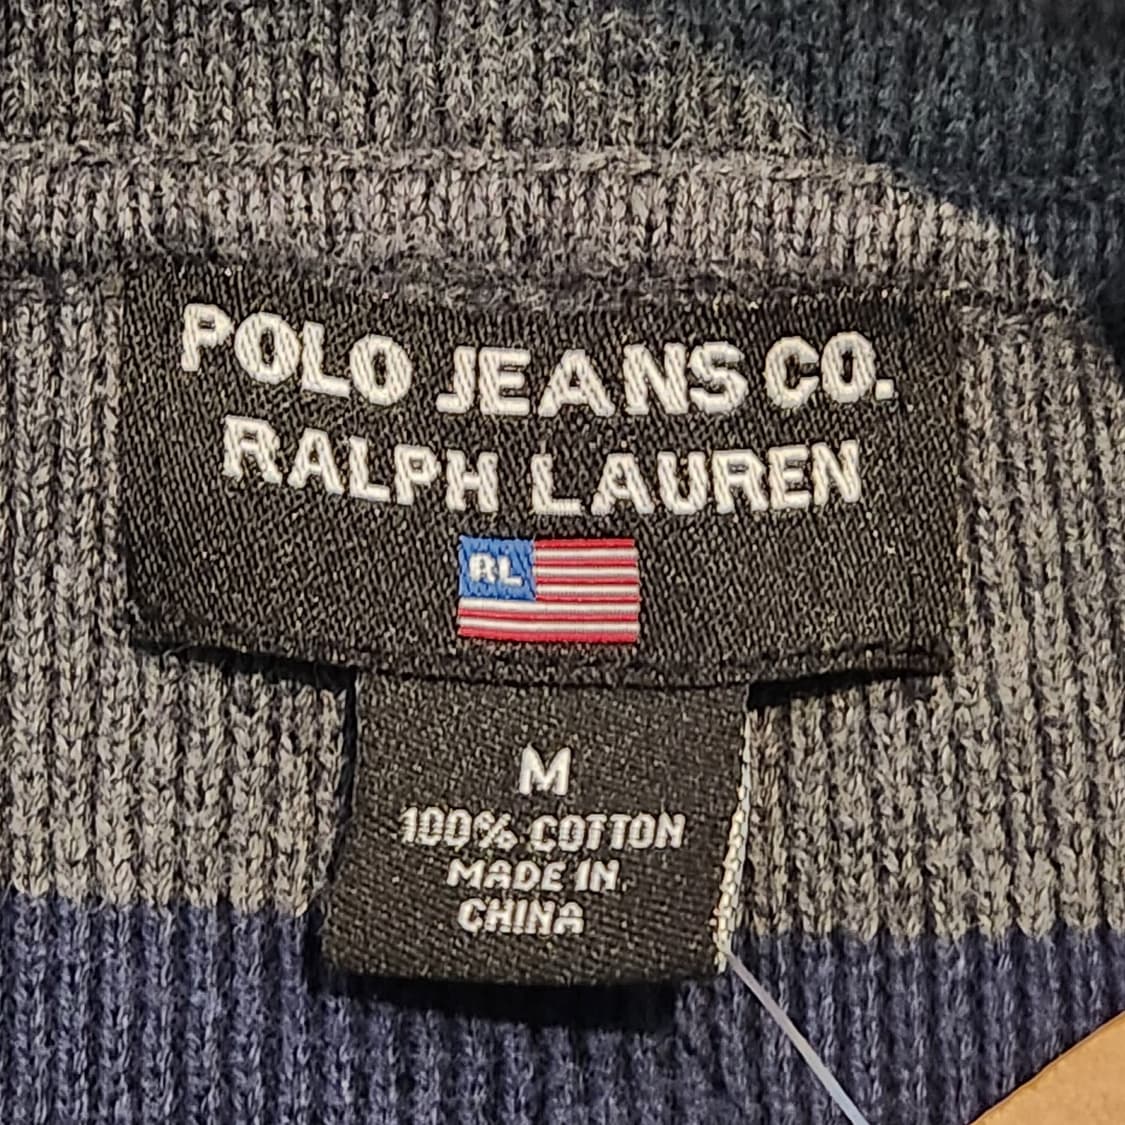 POLO JEANS CO.
RALPH LAUREN
RL
M
100% COTTON
MADE IN
CHINA